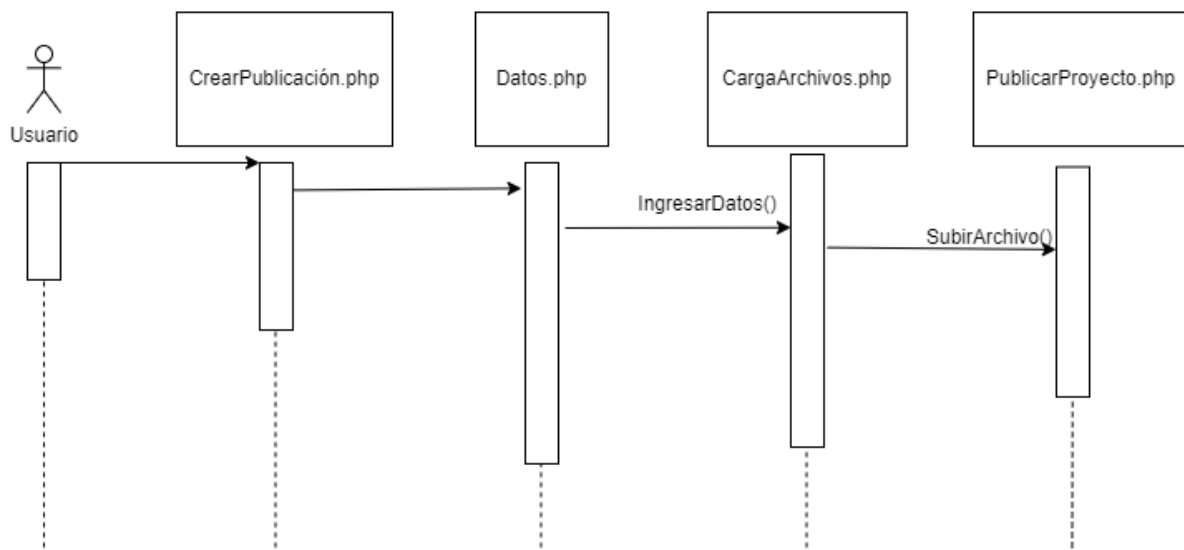 Usuario
CrearPublicación.php
Datos.php
CargaArchivos.php
PublicarProyecto.php
IngresarDatos()
SubirArchivo()